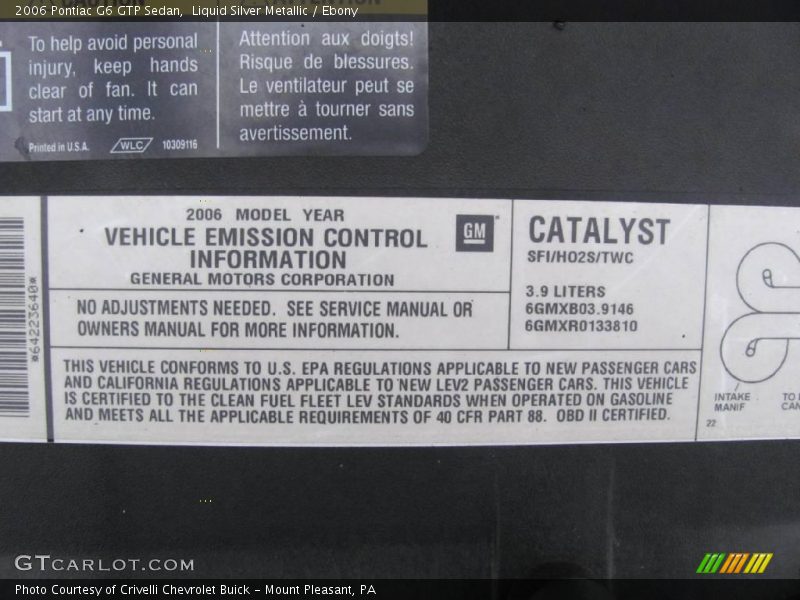 2006 Pontiac G6 GTP Sedan, Liquid Silver Metallic / Ebony
To help avoid personal
injury, keep hands
clear of fan. It can
start at any time.
Printed in U.S.A. WLC 10309116
Attention aux doigts!
Risque de blessures.
Le ventilateur peut se
mettre à tourner sans
avertissement.
*64223640*
2006 MODEL YEAR
VEHICLE EMISSION CONTROL
INFORMATION
GENERAL MOTORS CORPORATION
GM
NO ADJUSTMENTS NEEDED. SEE SERVICE MANUAL OR
OWNERS MANUAL FOR MORE INFORMATION.
CATALYST
SFI/HO2S/TWC
3.9 LITERS
6GMXB03.9146
6GMXR0133810
THIS VEHICLE CONFORMS TO U.S. EPA REGULATIONS APPLICABLE TO NEW PASSENGER CARS
AND CALIFORNIA REGULATIONS APPLICABLE TO NEW LEV2 PASSENGER CARS. THIS VEHICLE
IS CERTIFIED TO THE CLEAN FUEL FLEET LEV STANDARDS WHEN OPERATED ON GASOLINE
AND MEETS ALL THE APPLICABLE REQUIREMENTS OF 40 CFR PART 88. OBD II CERTIFIED.
INTAKE
MANIF
TO
22
GTCARLOT.COM
Photo Courtesy of Crivelli Chevrolet Buick – Mount Pleasant, PA